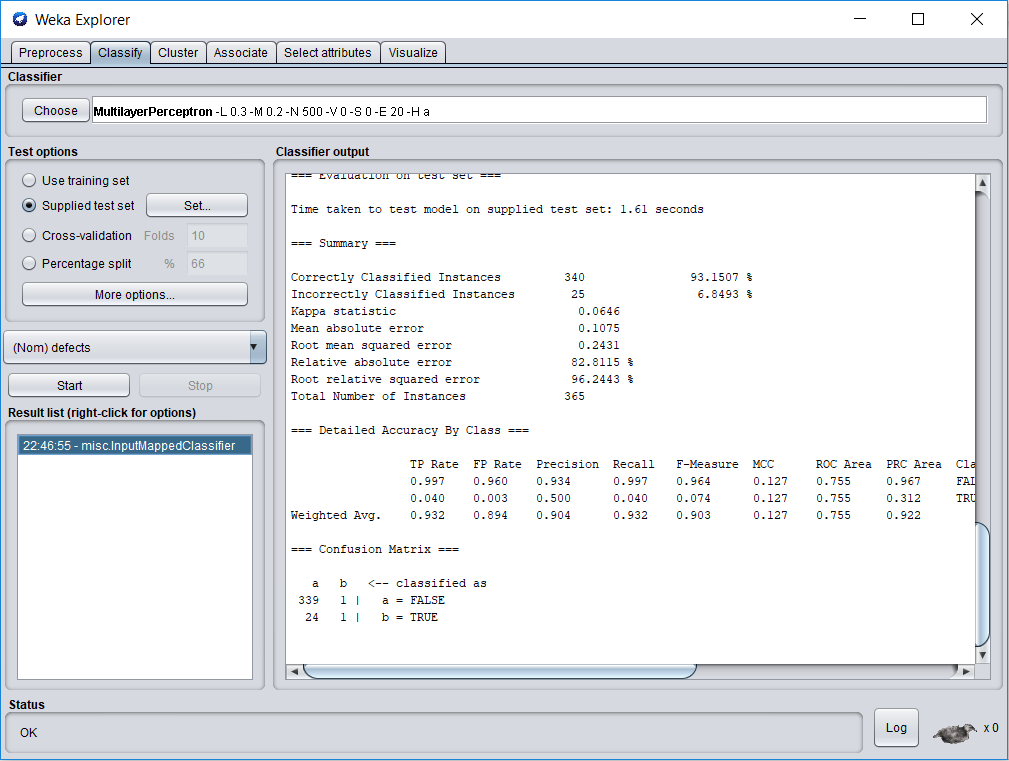 Weka Explorer
Preprocess Classify Cluster Associate Select attributes Visualize
Classifier
Choose MultilayerPerceptron -L 0.3 -M 0.2 -N 500 -V 0 -S 0 -E 20 -H a
Test options
Use training set
Supplied test set Set...
Cross-validation Folds 10
Percentage split % 66
More options...
(Nom) defects
Start Stop
Result list (right-click for options)
22:46:55 - misc.InputMappedClassifier
Classifier output
=== Evaluation on test set ===
Time taken to test model on supplied test set: 1.61 seconds
=== Summary ===
Correctly Classified Instances 340 93.1507 %
Incorrectly Classified Instances 25 6.8493 %
Kappa statistic 0.0646
Mean absolute error 0.1075
Root mean squared error 0.2431
Relative absolute error 82.8115 %
Root relative squared error 96.2443 %
Total Number of Instances 365
=== Detailed Accuracy By Class ===
TP Rate FP Rate Precision Recall F-Measure MCC ROC Area PRC Area Cla
0.997 0.960 0.934 0.997 0.964 0.127 0.755 0.967 FAL
0.040 0.003 0.500 0.040 0.074 0.127 0.755 0.312 TRU
Weighted Avg. 0.932 0.894 0.904 0.932 0.903 0.127 0.755 0.922
=== Confusion Matrix ===
a b <-- classified as
339 1 | a = FALSE
24 1 | b = TRUE
Status
OK
Log x 0